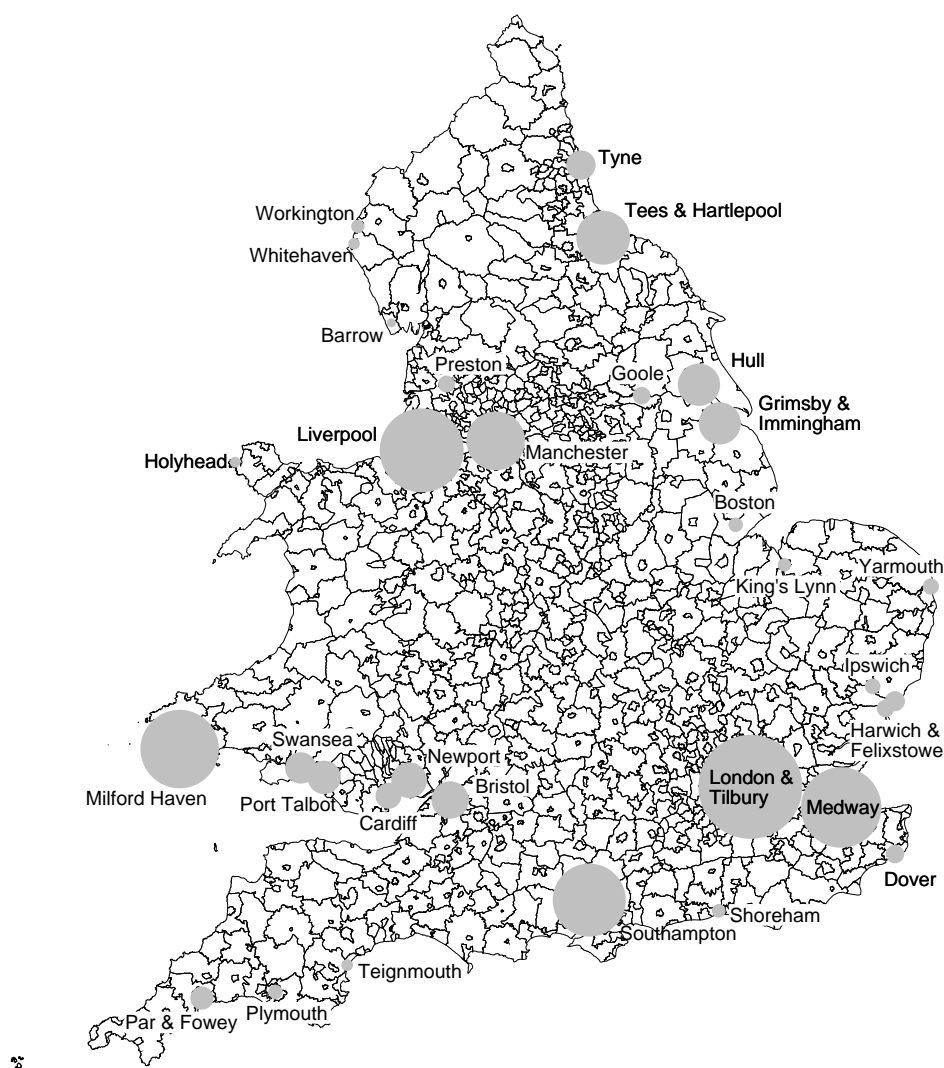 Tyne
Tees & Hartlepool
Workington
Whitehaven
Barrow
Preston
Goole
Hull
Grimsby &
Immingham
Liverpool
Manchester
Holyhead
Boston
King's Lynn
Yarmouth
Ipswich
Harwich &
Felixstowe
Swansea
Newport
Milford Haven
Port Talbot
Cardiff
Bristol
London &
Tilbury
Medway
Dover
Shoreham
Southampton
Teignmouth
Plymouth
Par & Fowey